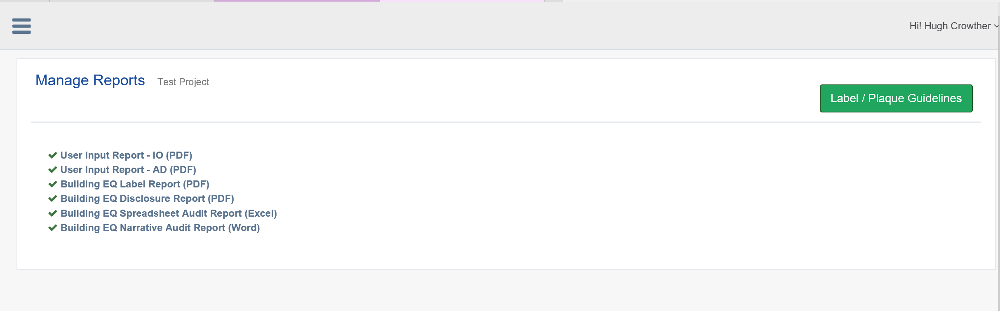 Hi! Hugh Crowther
Manage Reports Test Project
Label / Plaque Guidelines
User Input Report - IO (PDF)
User Input Report - AD (PDF)
Building EQ Label Report (PDF)
Building EQ Disclosure Report (PDF)
Building EQ Spreadsheet Audit Report (Excel)
Building EQ Narrative Audit Report (Word)